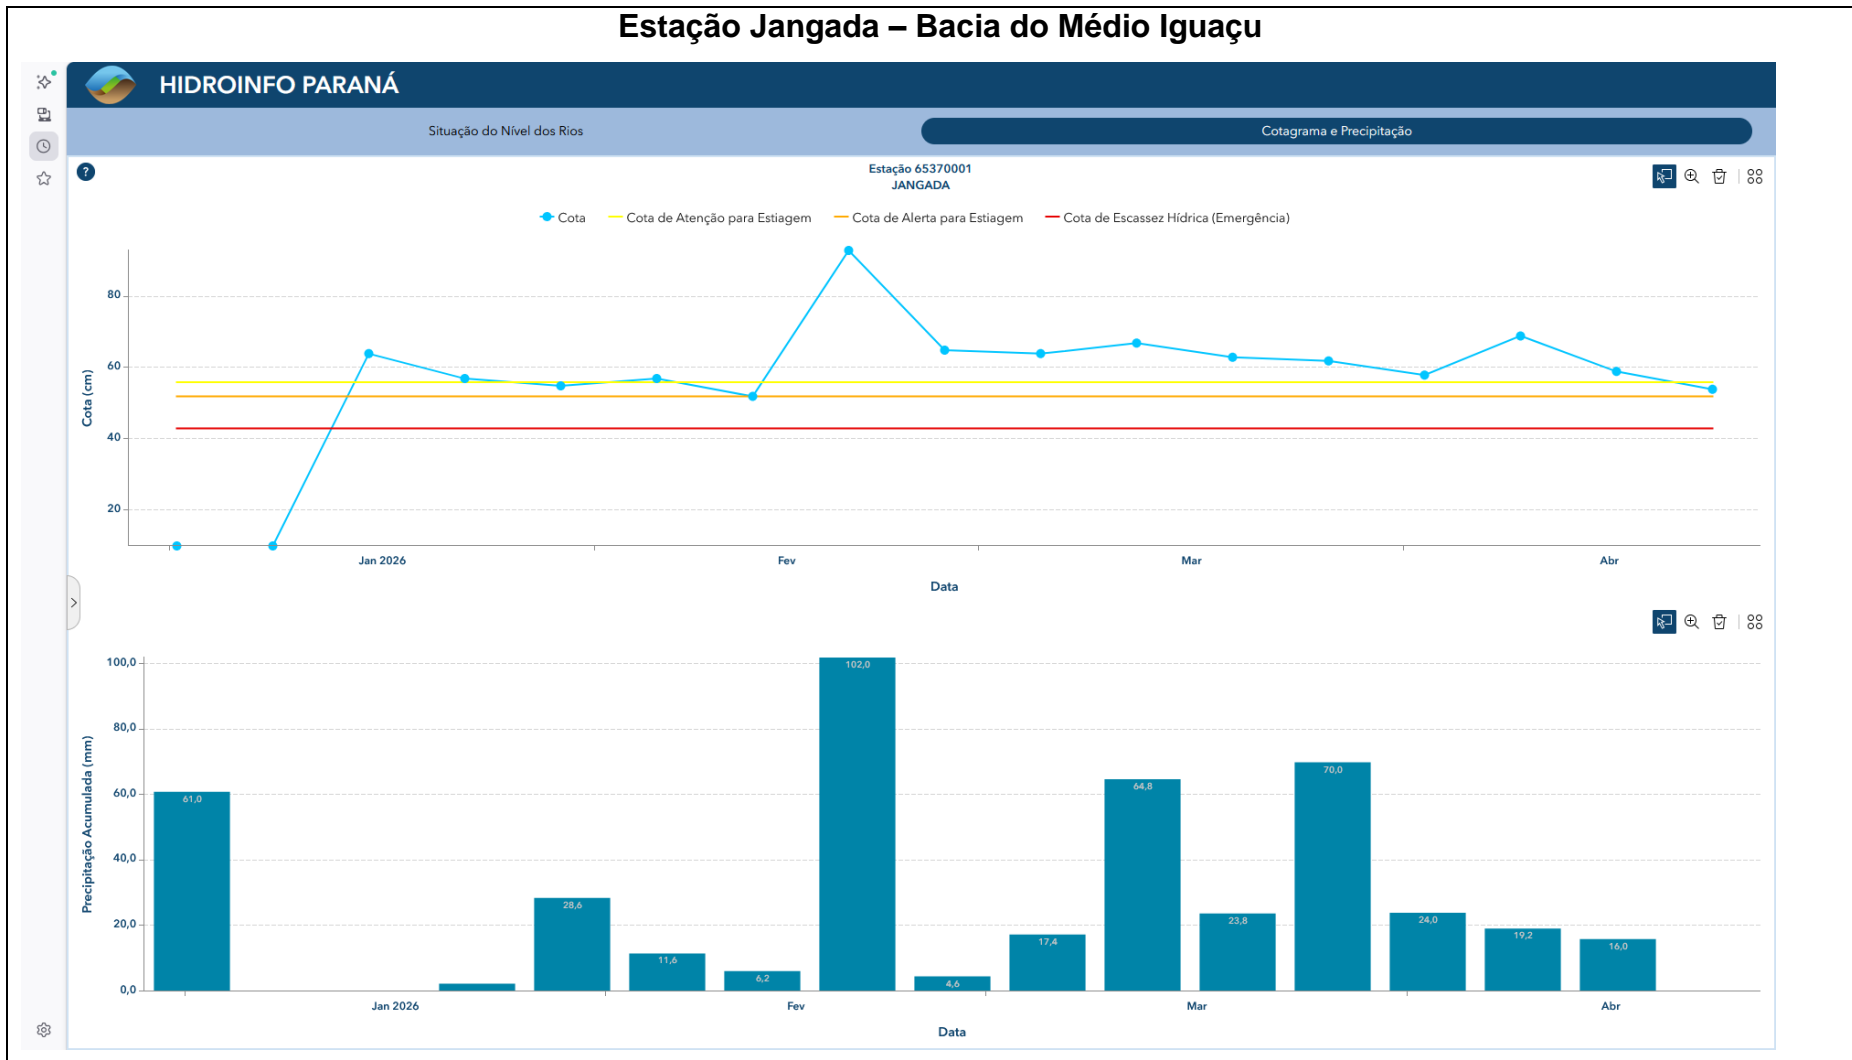 Estação Jangada – Bacia do Médio Iguaçu
HIDROINFO PARANÁ
Situação do Nível dos Rios
Cotagrama e Precipitação
?
Estação 65370001
JANGADA
Cota
Cota de Atenção para Estiagem
Cota de Alerta para Estiagem
Cota de Escassez Hídrica (Emergência)
Cota (cm)
80
60
40
20
Jan 2026
Fev
Mar
Abr
Data
Precipitação Acumulada (mm)
100,0
80,0
60,0
40,0
20,0
0,0
61,0
28,6
11,6
6,2
102,0
4,6
17,4
64,8
23,8
70,0
24,0
19,2
16,0
Jan 2026
Fev
Mar
Abr
Data